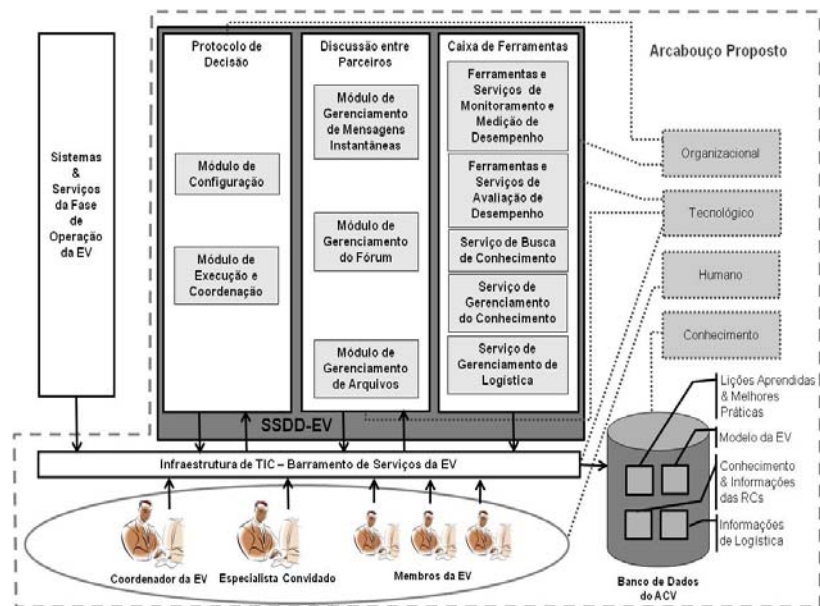 Arcabouço Proposto
Sistemas
&
Serviços
da Fase
de
Operação
da EV
Protocolo de
Decisão
Módulo de
Configuração
Módulo de
Execução e
Coordenação
Discussão entre
Parceiros
Módulo de
Gerenciamento
de Mensagens
Instantâneas
Módulo de
Gerenciamento
do Fórum
Módulo de
Gerenciamento
de Arquivos
Caixa de Ferramentas
Ferramentas e
Serviços de
Monitoramento e
Medição de
Desempenho
Ferramentas e
Serviços de
Avaliação de
Desempenho
Serviço de Busca
de Conhecimento
Serviço de
Gerenciamento
do Conhecimento
Serviço de
Gerenciamento
de Logística
SSDD-EV
Organizacional
Tecnológico
Humano
Conhecimento
Infraestrutura de TIC – Barramento de Serviços da EV
Coordenador da EV
Especialista Convidado
Membros da EV
Lições Aprendidas
& Melhores
Práticas
Modelo da EV
Conhecimento
& Informações
das RCs
Informações
de Logística
Banco de Dados
do ACV